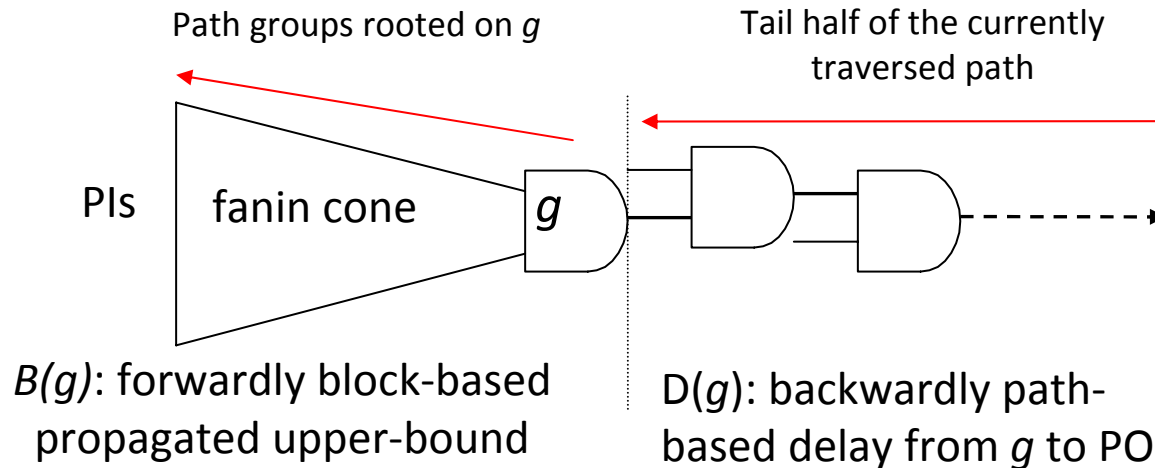 Path groups rooted on g
Tail half of the currently
traversed path
PIs
fanin cone
g
B(g): forwardly block-based
propagated upper-bound
D(g): backwardly path-
based delay from g to PO